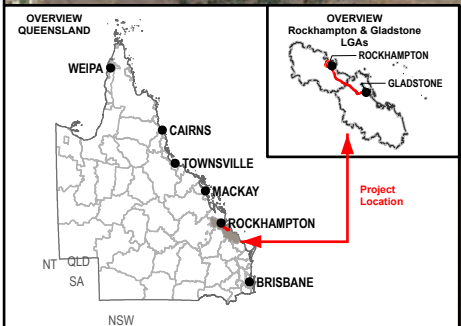 OVERVIEW
QUEENSLAND
WEIPA
CAIRNS
TOWNSVILLE
MACKAY
ROCKHAMPTON
BRISBANE
NT QLD
SA
NSW
OVERVIEW
Rockhampton & Gladstone
LGAs
ROCKHAMPTON
GLADSTONE
Project
Location